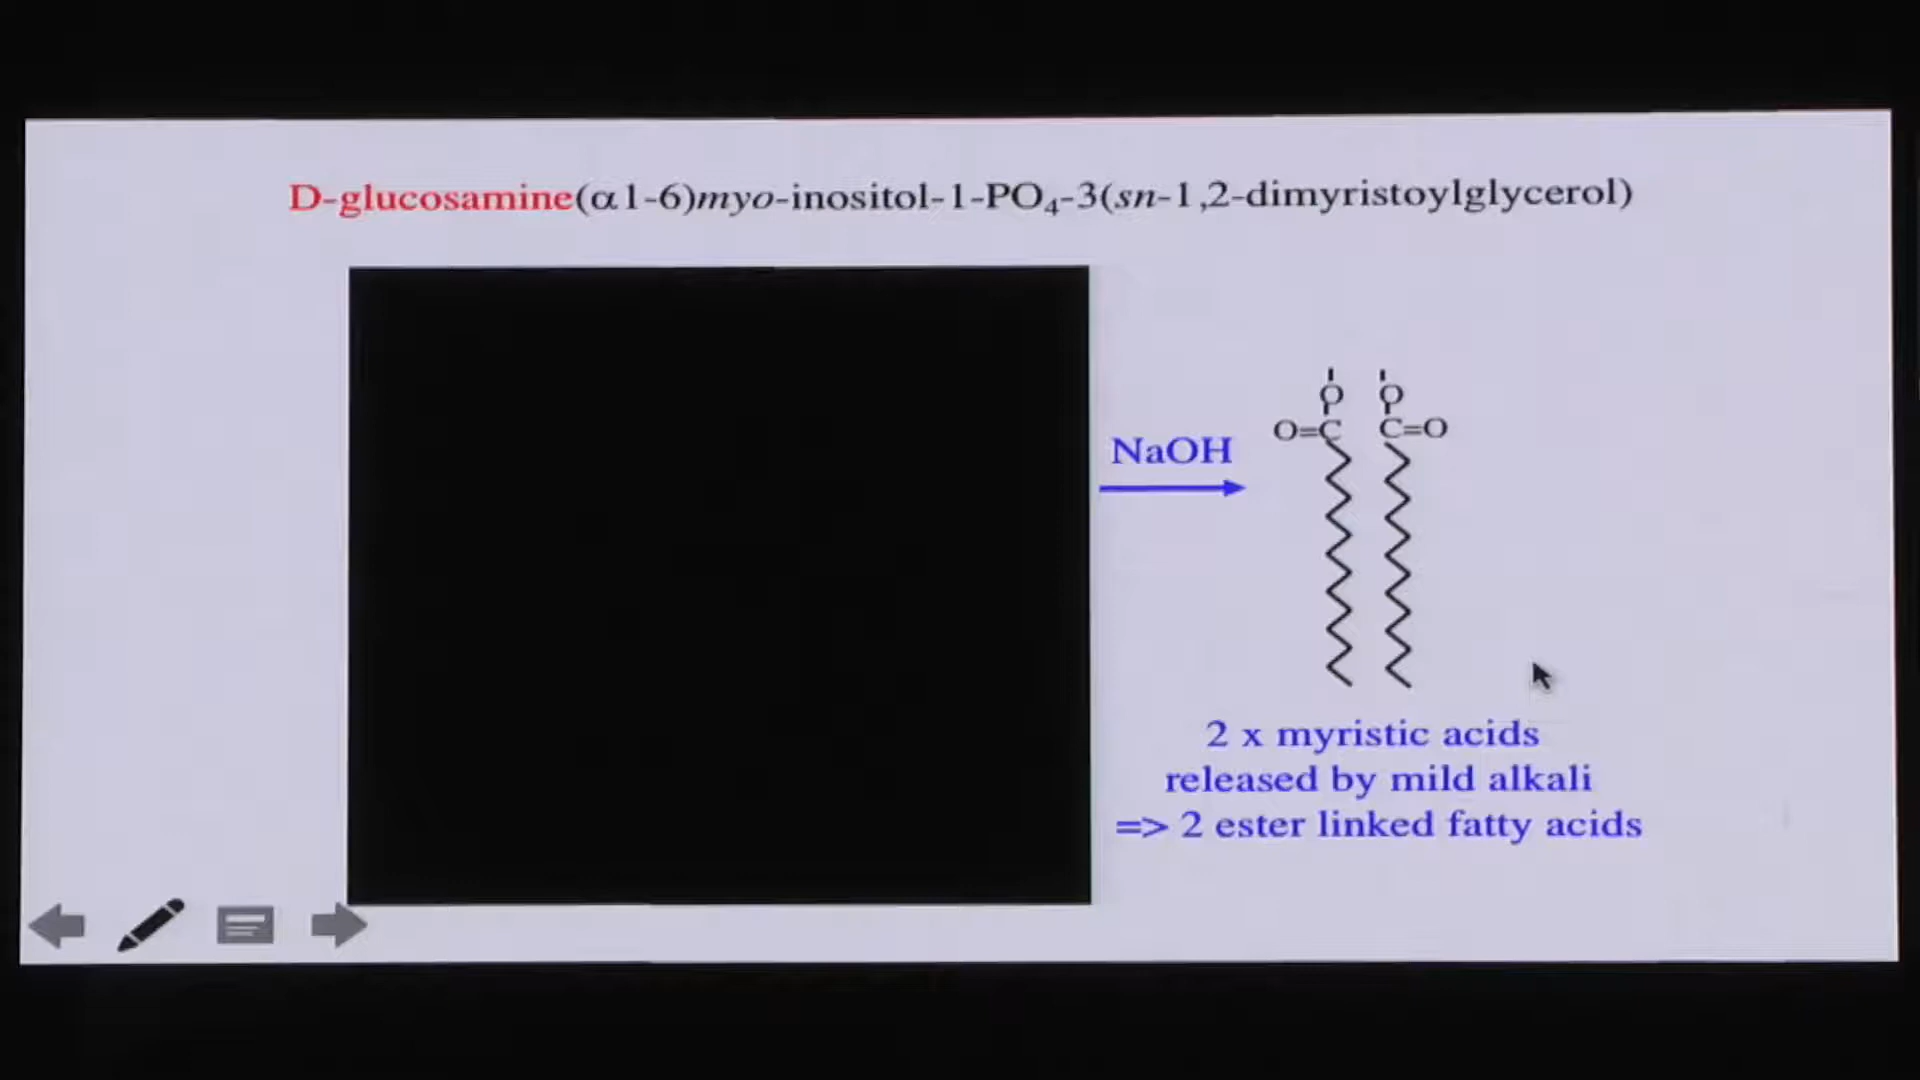 D-glucosamine(α1-6)myo-inositol-1-PO₄-3(sn-1,2-dimyristoylglycerol)
NaOH
O O
O=C C=O
2 x myristic acids
released by mild alkali
=> 2 ester linked fatty acids